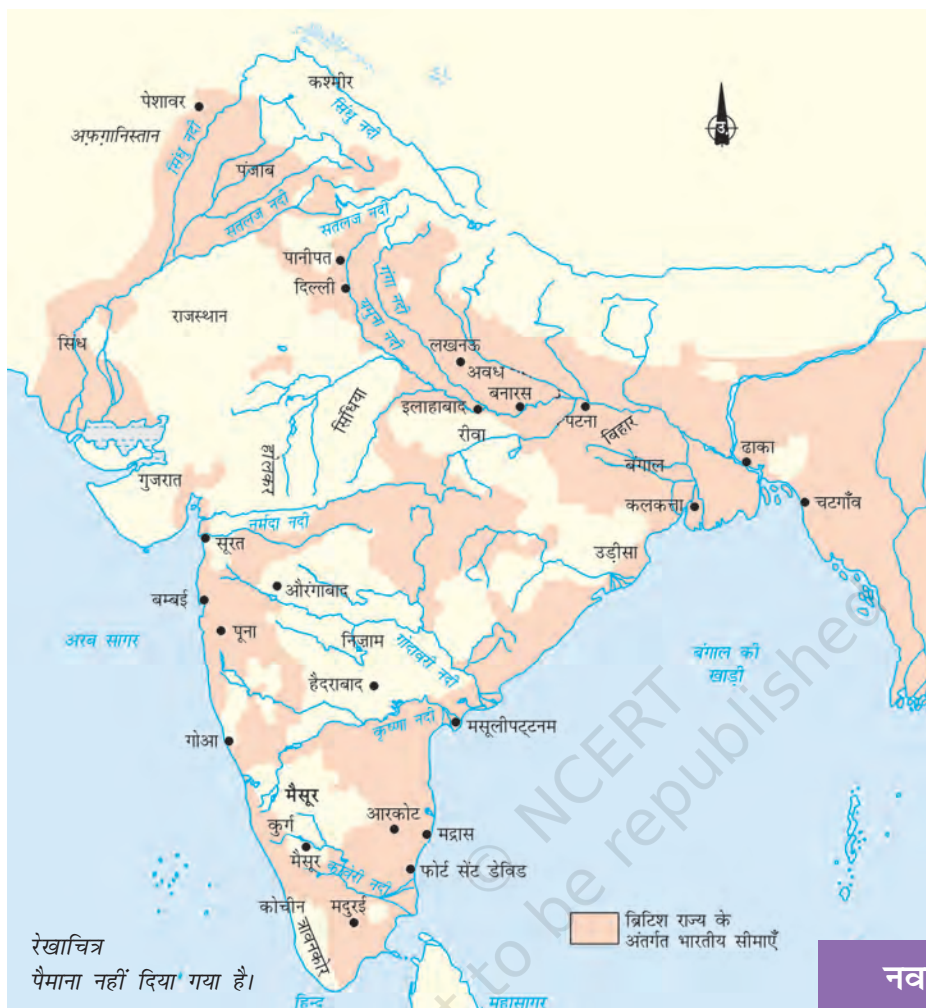 कश्मीर
पेशावर
सिंधु नदी
अफ़गानिस्तान
सिंधु नदी
पंजाब
उ.
सतलज नदी
सतलज नदी
पानीपत
दिल्ली
गंगा नदी
राजस्थान
यमुना नदी
सिंध
लखनऊ
अवध
बनारस
इलाहाबाद
सिंधिया
पटना
रीवा
बिहार
होलकर
ढाका
बंगाल
गुजरात
कलकत्ता
चटगाँव
नर्मदा नदी
सूरत
उड़ीसा
औरंगाबाद
बम्बई
पूना
अरब सागर
निज़ाम
गोदावरी नदी
बंगाल की
खाड़ी
हैदराबाद
कृष्णा नदी
मसूलीपट्टनम
गोआ
मैसूर
आरकोट
कुर्ग
मद्रास
मैसूर
कावेरी नदी
फोर्ट सेंट डेविड
कोचीन
मदुरई
त्रावनकोर
ब्रिटिश राज्य के
अंतर्गत भारतीय सीमाएँ
रेखाचित्र
पैमाना नहीं दिया गया है।
हिन्द
महासागर
नव
© NCERT
not to be republished